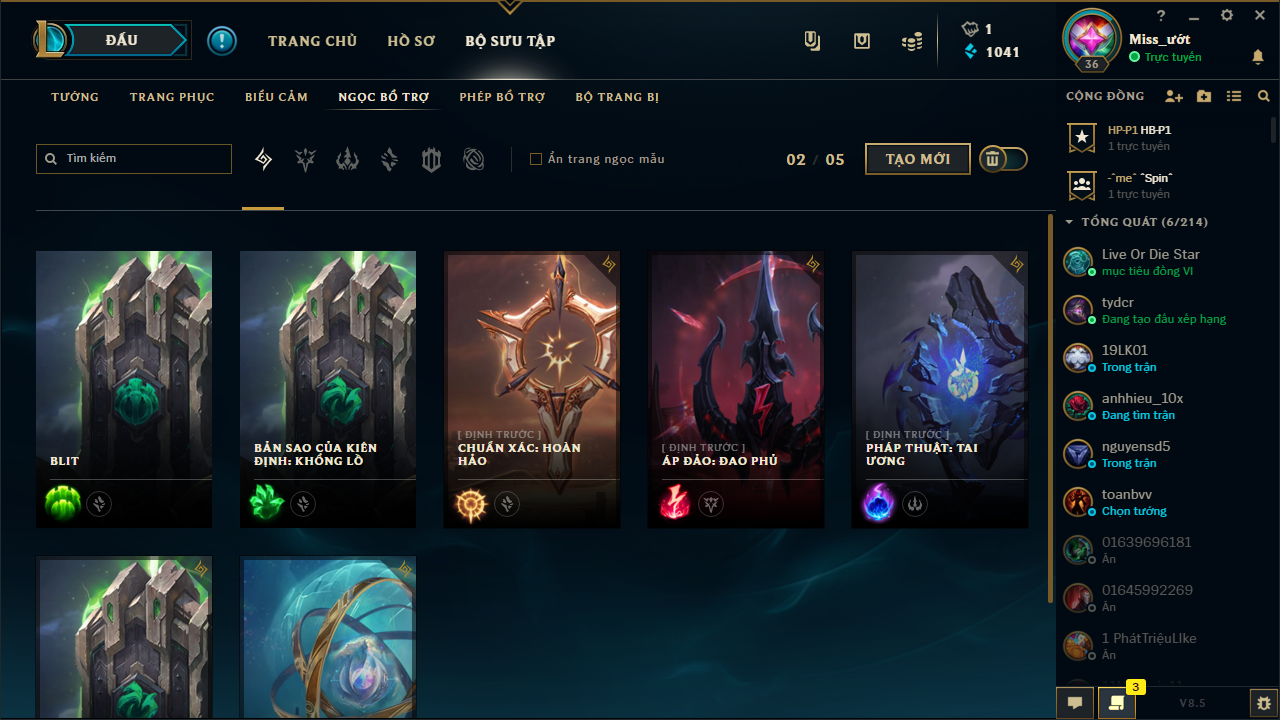 ĐẤU
!
TRANG CHỦ
HỒ SƠ
BỘ SƯU TẬP
1
1041
36
?
Miss_ướt
Trực tuyến
TƯỚNG
TRANG PHỤC
BIỂU CẢM
NGỌC BỔ TRỢ
PHÉP BỔ TRỢ
BỘ TRANG BỊ
CỘNG ĐỒNG
Tìm kiếm
Ẩn trang ngọc mẫu
02 / 05
TẠO MỚI
HP-P1 HB-P1
1 trực tuyến
-ˆmeˆ ˆSpinˆ
1 trực tuyến
TỔNG QUÁT (6/214)
Live Or Die Star
mục tiêu đồng VI
tydcr
Đang tạo đấu xếp hạng
19LK01
Trong trận
anhhieu_10x
Đang tìm trận
nguyensd5
Trong trận
toanbvv
Chọn tướng
01639696181
Ẩn
01645992269
Ẩn
1 PhátTriệuLIke
Ẩn
BLIT
BẢN SAO CỦA KIÊN
ĐỊNH: KHỔNG LỒ
[ ĐỊNH TRƯỚC ]
CHUẨN XÁC: HOÀN
HẢO
[ ĐỊNH TRƯỚC ]
ÁP ĐẢO: ĐAO PHỦ
[ ĐỊNH TRƯỚC ]
PHÁP THUẬT: TAI
ƯƠNG
3
V8.5